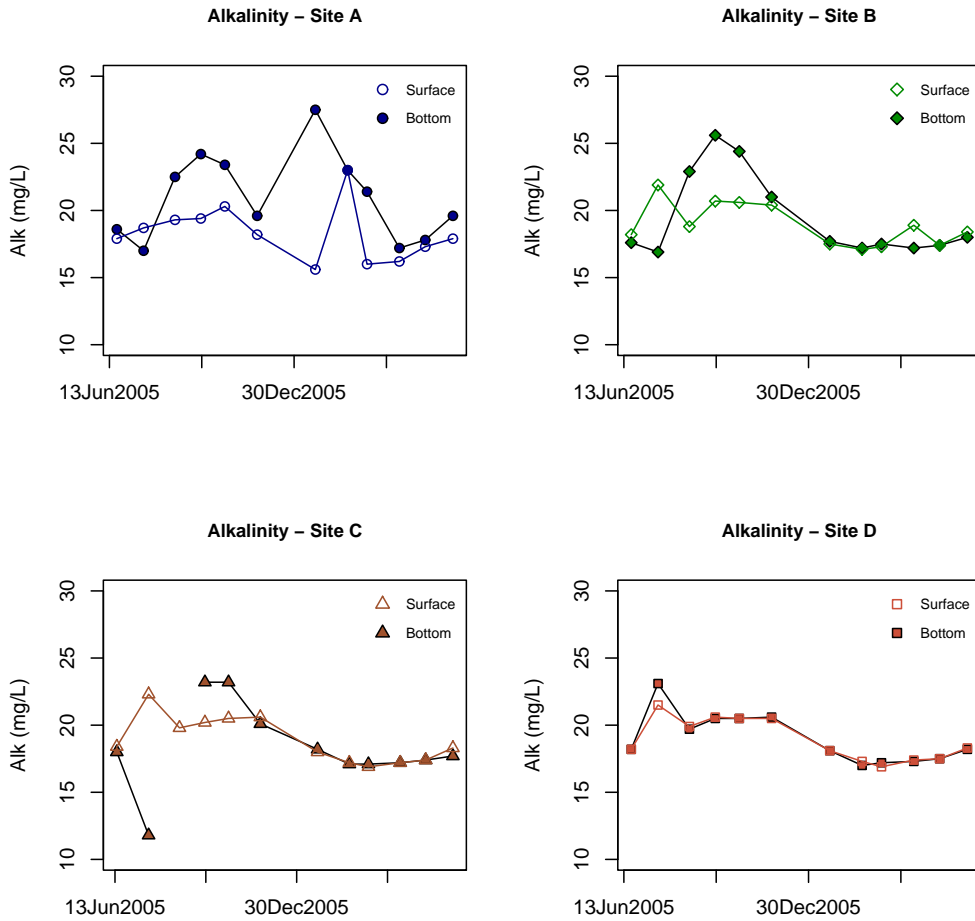 Alkalinity – Site A
Alk (mg/L)
30
25
20
15
10
Surface
Bottom
13Jun2005 30Dec2005
Alkalinity – Site B
Alk (mg/L)
30
25
20
15
10
Surface
Bottom
13Jun2005 30Dec2005
Alkalinity – Site C
Alk (mg/L)
30
25
20
15
10
Surface
Bottom
13Jun2005 30Dec2005
Alkalinity – Site D
Alk (mg/L)
30
25
20
15
10
Surface
Bottom
13Jun2005 30Dec2005